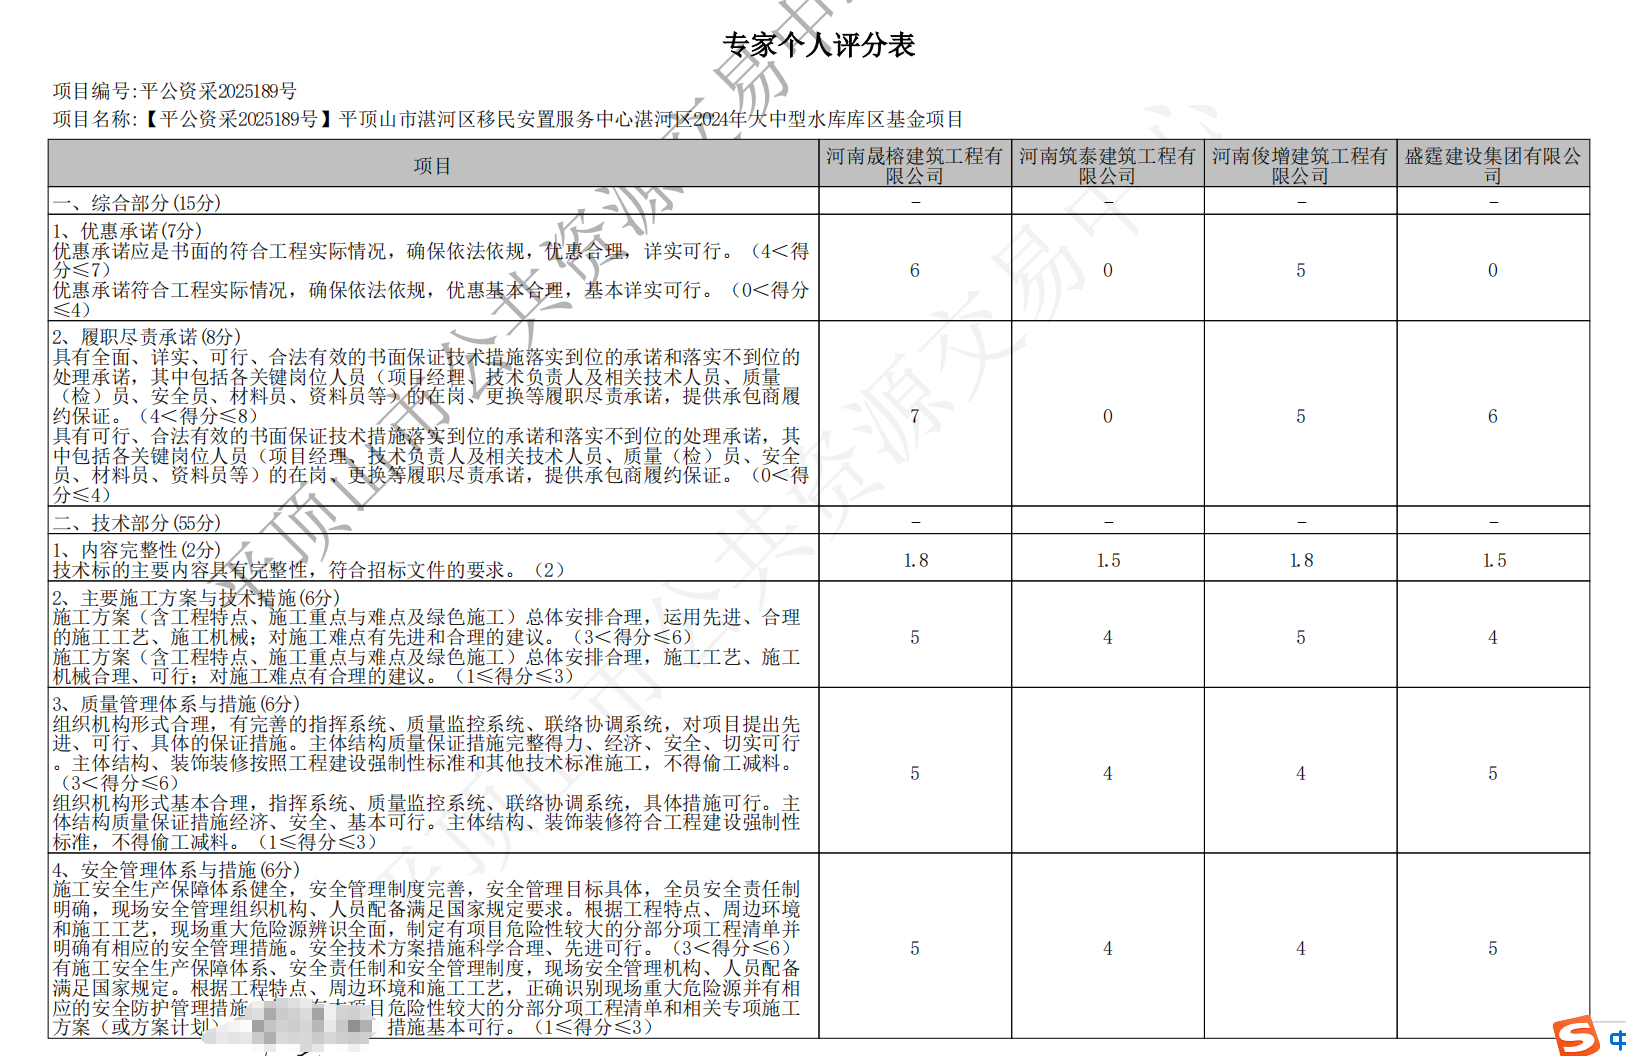 专家个人评分表
项目编号:平公资采2025189号
项目名称:【平公资采2025189号】平顶山市湛河区移民安置服务中心湛河区2024年大中型水库库区基金项目
项目
河南晟榕建筑工程有
限公司
河南筑泰建筑工程有
限公司
河南俊增建筑工程有
限公司
盛霆建设集团有限公
司
一、综合部分(15分)
-
-
-
-
1、优惠承诺(7分)
优惠承诺应是书面的符合工程实际情况，确保依法依规，优惠合理，详实可行。（4<得
分≤7）
优惠承诺符合工程实际情况，确保依法依规，优惠基本合理，基本详实可行。（0<得分
≤4）
6
0
5
0
2、履职尽责承诺(8分)
具有全面、详实、可行、合法有效的书面保证技术措施落实到位的承诺和落实不到位的
处理承诺，其中包括各关键岗位人员（项目经理、技术负责人及相关技术人员、质量
（检）员、安全员、材料员、资料员等）的在岗、更换等履职尽责承诺，提供承包商履
约保证。（4<得分≤8）
具有可行、合法有效的书面保证技术措施落实到位的承诺和落实不到位的处理承诺，其
中包括各关键岗位人员（项目经理、技术负责人及相关技术人员、质量（检）员、安全
员、材料员、资料员等）的在岗、更换等履职尽责承诺，提供承包商履约保证。（0<得
分≤4）
7
0
5
6
二、技术部分(55分)
-
-
-
-
1、内容完整性(2分)
技术标的主要内容具有完整性，符合招标文件的要求。（2）
1.8
1.5
1.8
1.5
2、主要施工方案与技术措施(6分)
施工方案（含工程特点、施工重点与难点及绿色施工）总体安排合理，运用先进、合理
的施工工艺、施工机械；对施工难点有先进和合理的建议。（3<得分≤6）
施工方案（含工程特点、施工重点与难点及绿色施工）总体安排合理，施工工艺、施工
机械合理、可行；对施工难点有合理的建议。（1≤得分≤3）
5
4
5
4
3、质量管理体系与措施(6分)
组织机构形式合理，有完善的指挥系统、质量监控系统、联络协调系统，对项目提出先
进、可行、具体的保证措施。主体结构质量保证措施完整得力、经济、安全、切实可行
。主体结构、装饰装修按照工程建设强制性标准和其他技术标准施工，不得偷工减料。
（3<得分≤6）
组织机构形式基本合理，指挥系统、质量监控系统、联络协调系统，具体措施可行。主
体结构质量保证措施经济、安全、基本可行。主体结构、装饰装修符合工程建设强制性
标准，不得偷工减料。（1≤得分≤3）
5
4
4
5
4、安全管理体系与措施(6分)
施工安全生产保障体系健全，安全管理制度完善，安全管理目标具体，全员安全责任制
明确，现场安全管理组织机构、人员配备满足国家规定要求。根据工程特点、周边环境
和施工工艺，现场重大危险源辨识全面，制定有项目危险性较大的分部分项工程清单并
明确有相应的安全管理措施。安全技术方案措施科学合理、先进可行。（3<得分≤6）
有施工安全生产保障体系、安全责任制和安全管理制度，现场安全管理机构、人员配备
满足国家规定。根据工程特点、周边环境和施工工艺，正确识别现场重大危险源并有相
应的安全防护管理措施 项目危险性较大的分部分项工程清单和相关专项施工
方案（或方案计划） 措施基本可行。（1≤得分≤3）
5
4
4
5
平顶山市公共资源交易中
平顶山市公共资源交易中心
S 中